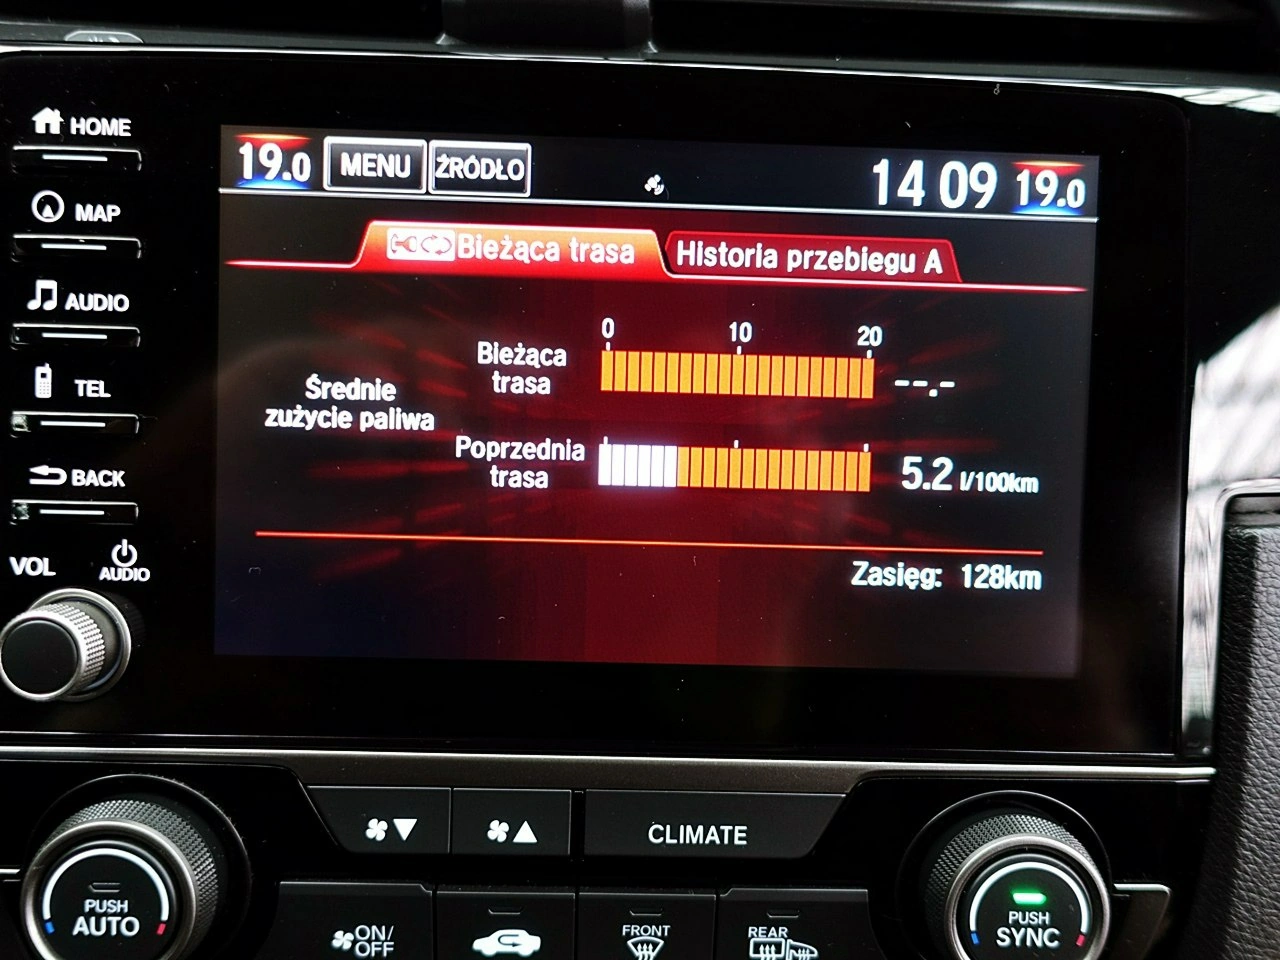 HOME
MAP
AUDIO
TEL
BACK
VOL
AUDIO
19.0 MENU ŹRÓDŁO 14 09 19.0
Bieżąca trasa Historia przebiegu A
0 10 20
Bieżąca
trasa
--.-
Średnie
zużycie paliwa
Poprzednia
trasa
5.2 l/100km
Zasięg: 128km
CLIMATE
PUSH
AUTO
ON/
OFF
FRONT
REAR
PUSH
SYNC